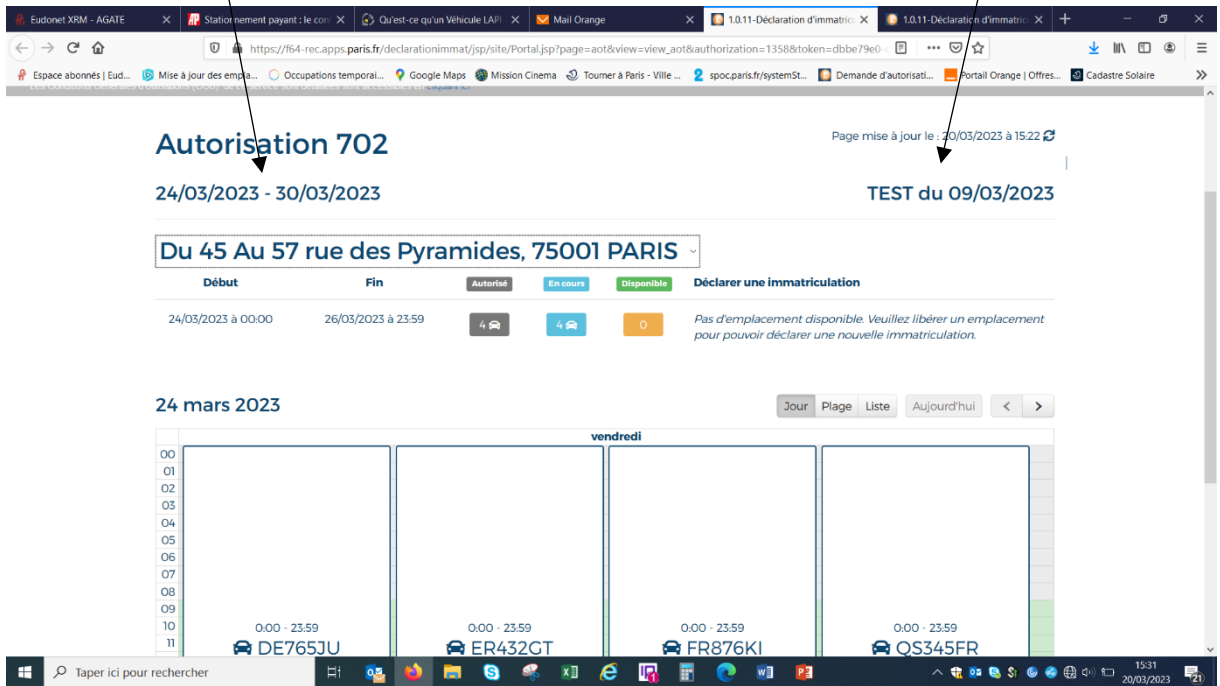 Eudonet XRM - AGATE
Stationnement payant : le con
Qu'est-ce qu'un Véhicule LAPI
Mail Orange
1.0.11-Déclaration d'immatric
1.0.11-Déclaration d'immatric
https://f64-rec.apps.paris.fr/declarationimmat/jsp/site/Portal.jsp?page=aot&view=view_aot&authorization=1358&token=dbbe79e0-
Espace abonnés | Eud...
Mise à jour des empla...
Occupations temporai...
Google Maps
Mission Cinema
Tourner à Paris - Ville ...
spoc.paris.fr/systemSt...
Demande d'autorisati...
Portail Orange | Offres...
Cadastre Solaire
Autorisation 702
Page mise à jour le : 20/03/2023 à 15:22
24/03/2023 - 30/03/2023
TEST du 09/03/2023
Du 45 Au 57 rue des Pyramides, 75001 PARIS
Début Fin Autorisé En cours Disponible Déclarer une immatriculation
24/03/2023 à 00:00 26/03/2023 à 23:59 4 4 0 Pas d'emplacement disponible. Veuillez libérer un emplacement
pour pouvoir déclarer une nouvelle immatriculation.
24 mars 2023
Jour Plage Liste Aujourd'hui < >
vendredi
00
01
02
03
04
05
06
07
08
09
10
11
0:00 - 23:59 0:00 - 23:59 0:00 - 23:59 0:00 - 23:59
DE765JU ER432GT FR876KI QS345FR
Taper ici pour rechercher
15:31
20/03/2023
21